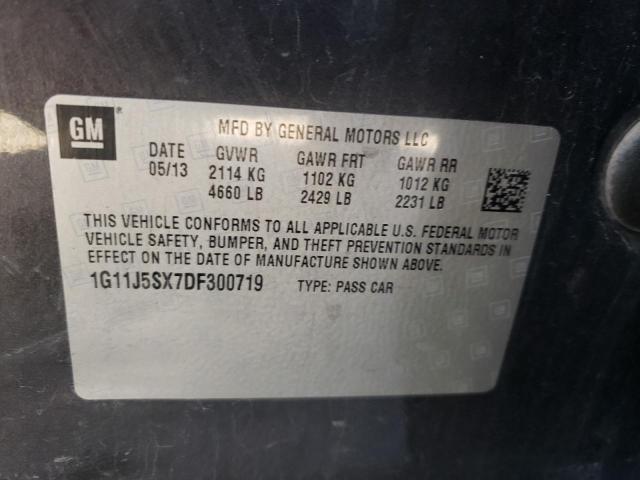 GM
MFD BY GENERAL MOTORS LLC
DATE GVWR GAWR FRT GAWR RR
05/13 2114 KG 1102 KG 1012 KG
4660 LB 2429 LB 2231 LB
THIS VEHICLE CONFORMS TO ALL APPLICABLE U.S. FEDERAL MOTOR
VEHICLE SAFETY, BUMPER, AND THEFT PREVENTION STANDARDS IN
EFFECT ON THE DATE OF MANUFACTURE SHOWN ABOVE.
1G11J5SX7DF300719 TYPE: PASS CAR